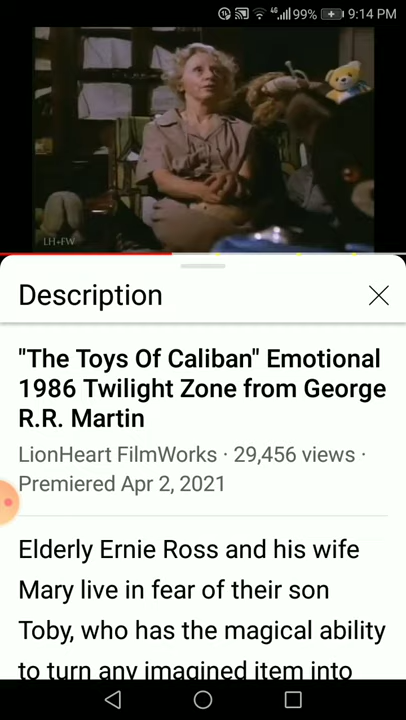 4G 99% 9:14 PM
LH+FW
Description
"The Toys Of Caliban" Emotional
1986 Twilight Zone from George
R.R. Martin
LionHeart FilmWorks · 29,456 views ·
Premiered Apr 2, 2021
Elderly Ernie Ross and his wife
Mary live in fear of their son
Toby, who has the magical ability
to turn any imagined item into